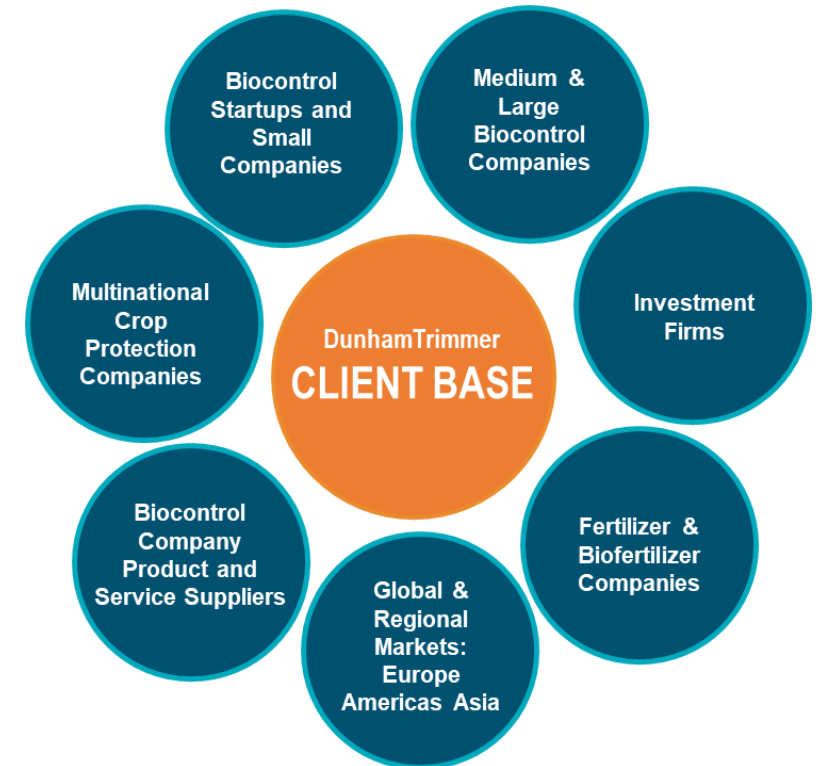 Biocontrol
Startups and
Small
Companies
Medium & 
Large
Biocontrol
Companies
Multinational
Crop
Protection
Companies
DunhamTrimmer
CLIENT BASE
Investment
Firms
Biocontrol
Company
Product and
Service Suppliers
Global &
Regional
Markets:
Europe
Americas Asia
Fertilizer &
Biofertilizer
Companies